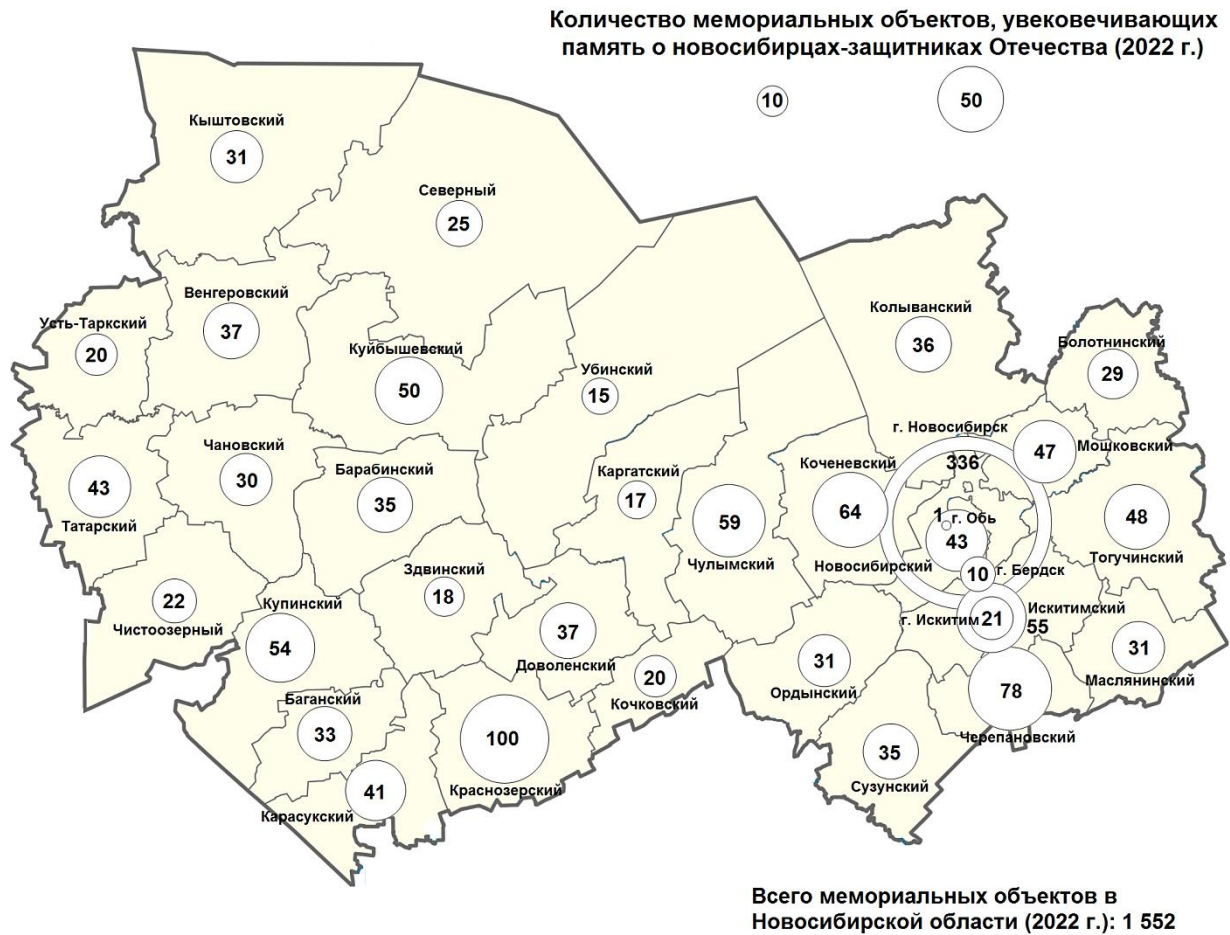 Количество мемориальных объектов, увековечивающих
память о новосибирцах-защитниках Отечества (2022 г.)
10
50
Кыштовский
31
Северный
25
Венгеровский
37
Усть-Таркский
20
Куйбышевский
50
Убинский
15
Колыванский
36
Болотнинский
29
г. Новосибирск
336
47
Мошковский
Чановский
30
Татарский
43
Барабинский
35
Каргатский
17
Чулымский
59
Коченевский
64
1
г. Обь
43
Новосибирский
48
Тогучинский
10
г. Бердск
Здвинский
18
22
Чистоозерный
Купинский
54
37
Доволенский
20
Кочковский
г. Искитим
21
Искитимский
55
31
Ордынский
31
Маслянинский
78
Черепановский
Баганский
33
100
Краснозерский
41
Карасукский
35
Сузунский
Всего мемориальных объектов в
Новосибирской области (2022 г.): 1 552